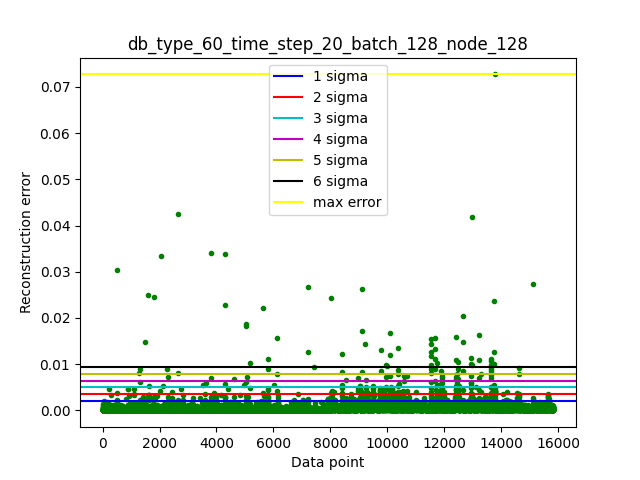 db_type_60_time_step_20_batch_128_node_128
Reconstruction error
0.07
0.06
0.05
0.04
0.03
0.02
0.01
0.00
1 sigma
2 sigma
3 sigma
4 sigma
5 sigma
6 sigma
max error
0 2000 4000 6000 8000 10000 12000 14000 16000
Data point